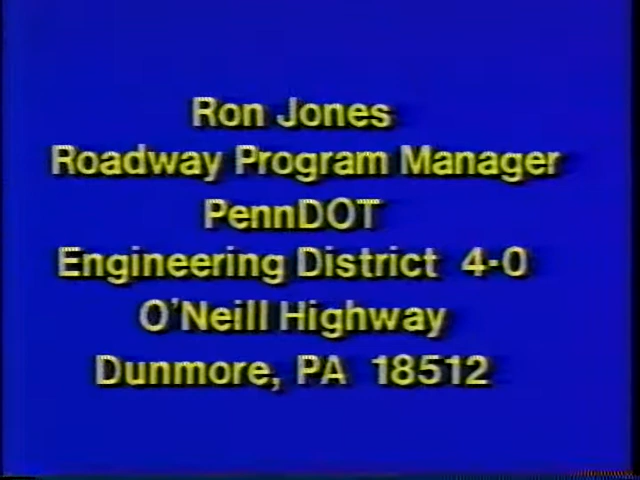 Ron Jones
Roadway Program Manager
PennDOT
Engineering District 4-0
O'Neill Highway
Dunmore, PA 18512